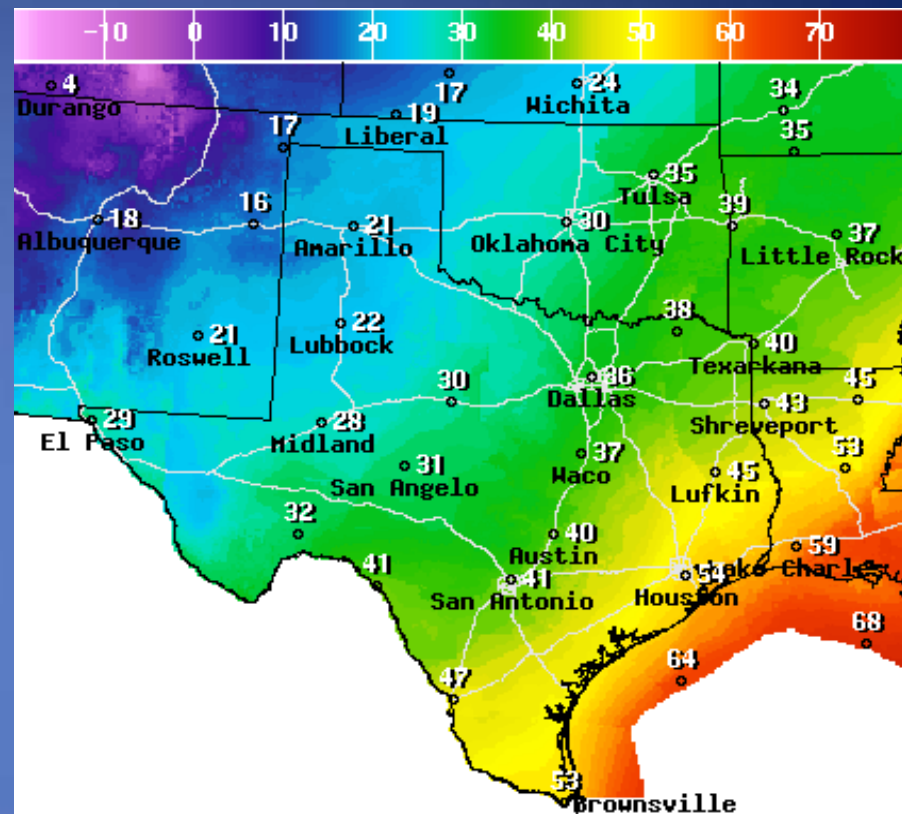 -10 0 10 20 30 40 50 60 70
4
Durango
17
24
Wichita
34
19
Liberal
17
35
35
Tulsa
18
Albuquerque
16
21
Amarillo
30
Oklahoma City
39
37
Little Rock
21
Roswell
22
Lubbock
38
40
Texarkana
36
Dallas
30
45
43
Shreveport
29
El Paso
28
Midland
37
Waco
53
31
San Angelo
45
Lufkin
32
40
Austin
59
Lake Charles
41
41
San Antonio
54
Houston
68
64
47
53
Brownsville